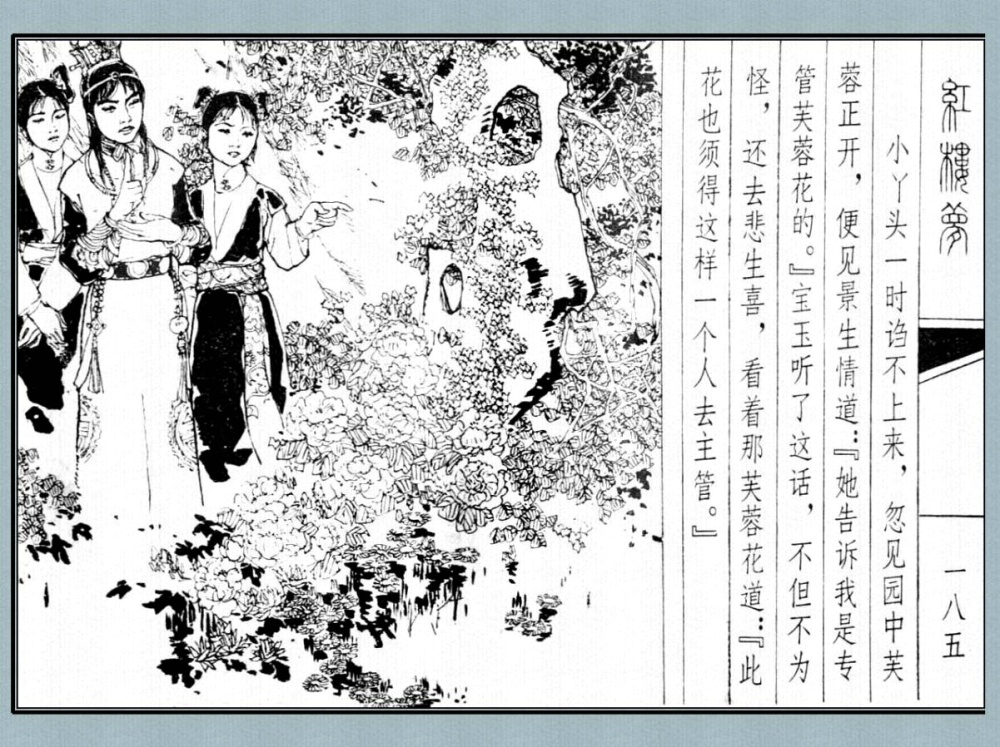 紅樓夢
一八五
小丫头一时诌不上来，忽见园中芙
蓉正开，便见景生情道：『她告诉我是专
管芙蓉花的。』宝玉听了这话，不但不为
怪，还去悲生喜，看着那芙蓉花道：『此
花也须得这样一个人去主管。』